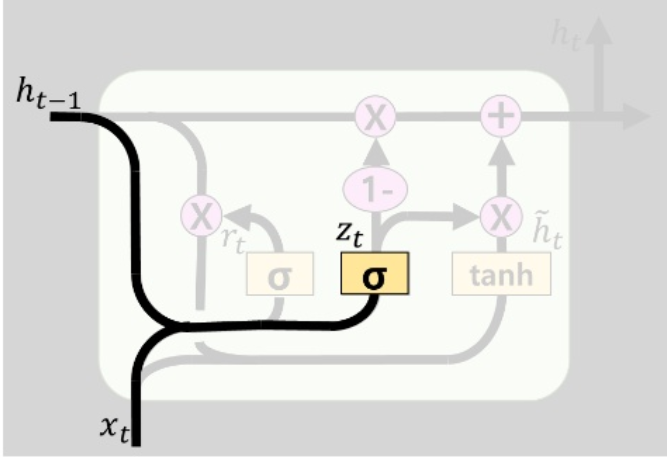 h_t
h_{t-1}
X
+
1-
X
r_t
z_t
X
h̃_t
σ
σ
tanh
x_t